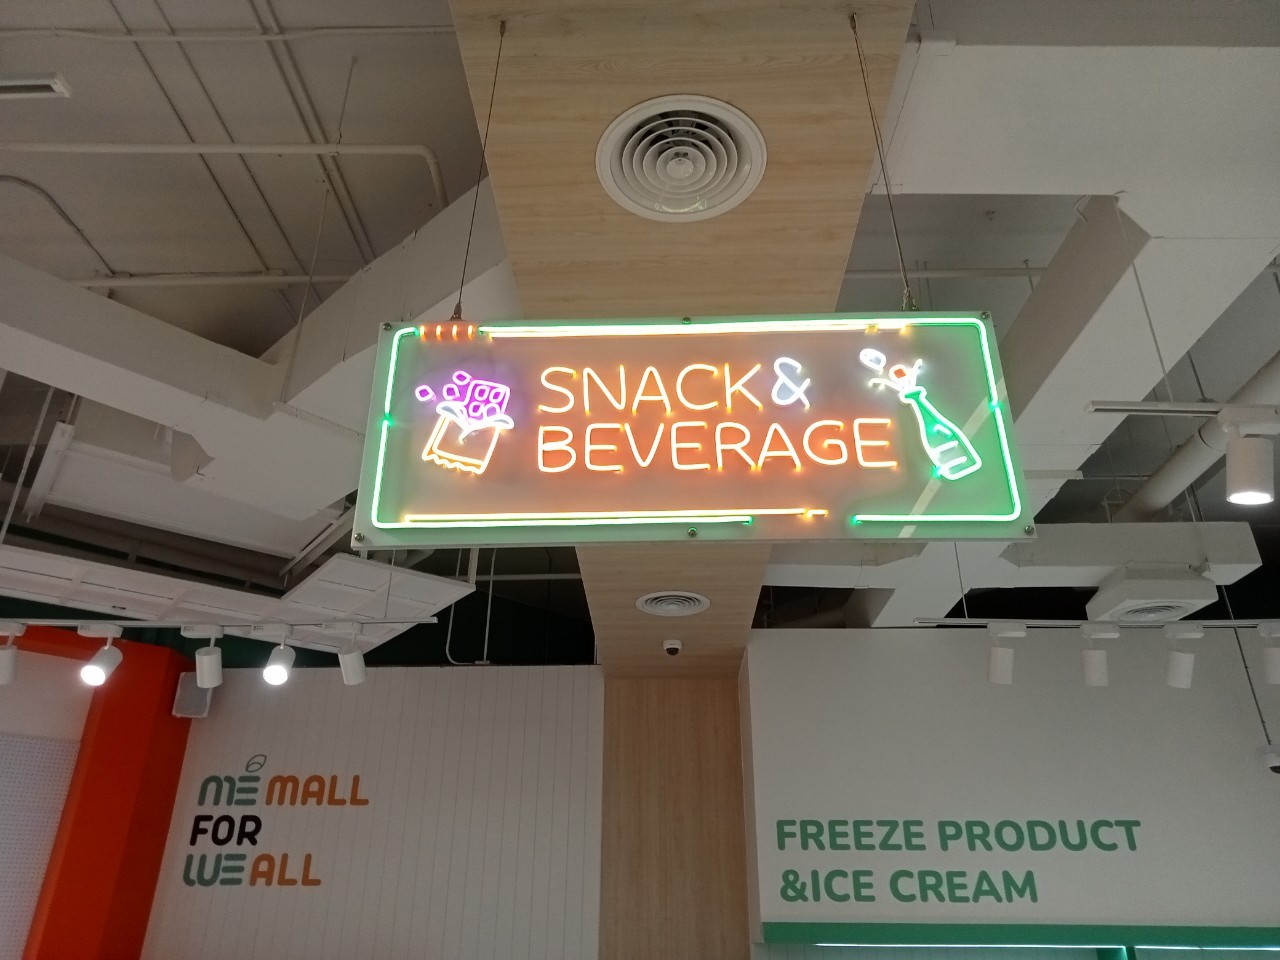 SNACK &
BEVERAGE
ME MALL
FOR
WE ALL
FREEZE PRODUCT
&ICE CREAM